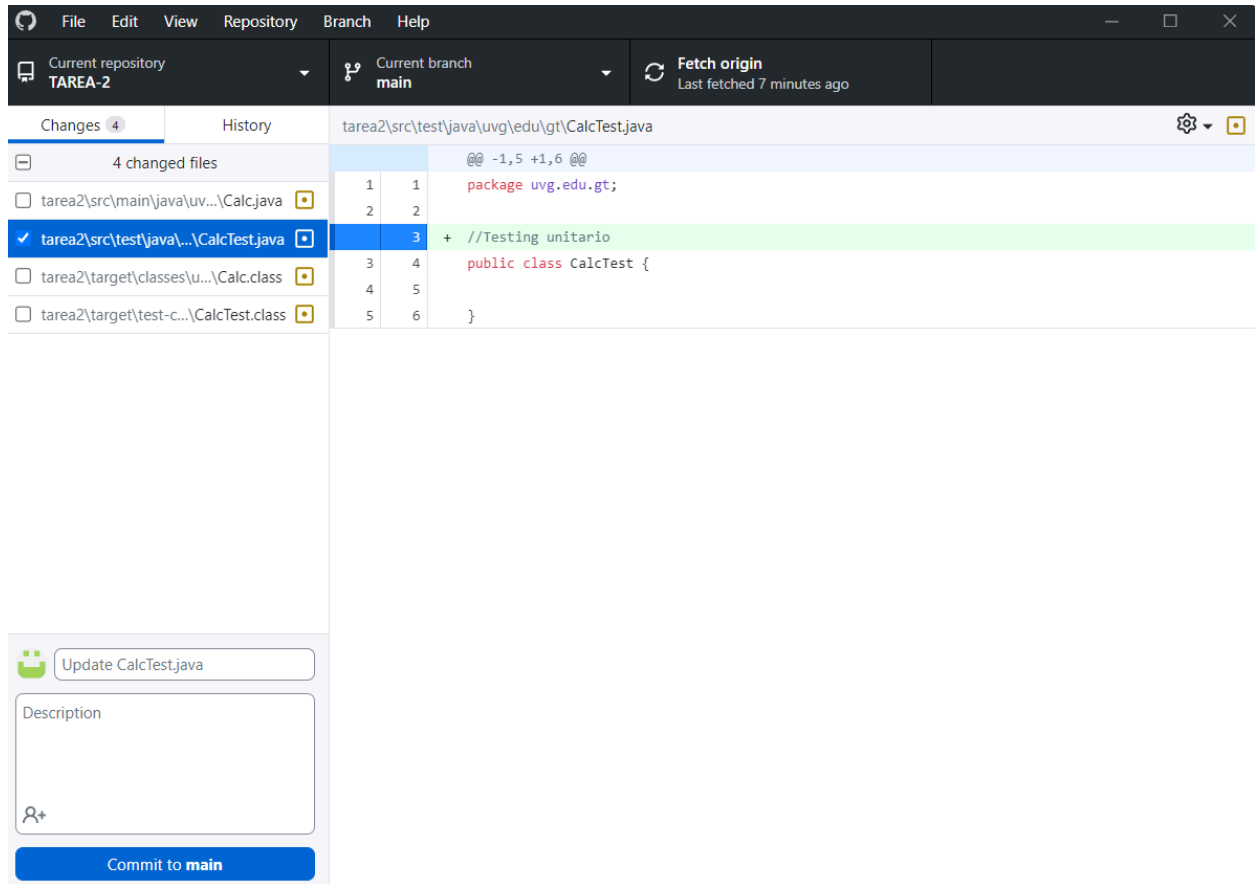 File Edit View Repository Branch Help
Current repository
TAREA-2
Current branch
main
Fetch origin
Last fetched 7 minutes ago
Changes 4 History
4 changed files
tarea2\src\main\java\uv...\Calc.java
tarea2\src\test\java\...\CalcTest.java
tarea2\target\classes\u...\Calc.class
tarea2\target\test-c...\CalcTest.class
tarea2\src\test\java\uvg\edu\gt\CalcTest.java
@@ -1,5 +1,6 @@
1 1 package uvg.edu.gt;
2 2
3 + //Testing unitario
3 4 public class CalcTest {
4 5
5 6 }
Update CalcTest.java
Description
Commit to main